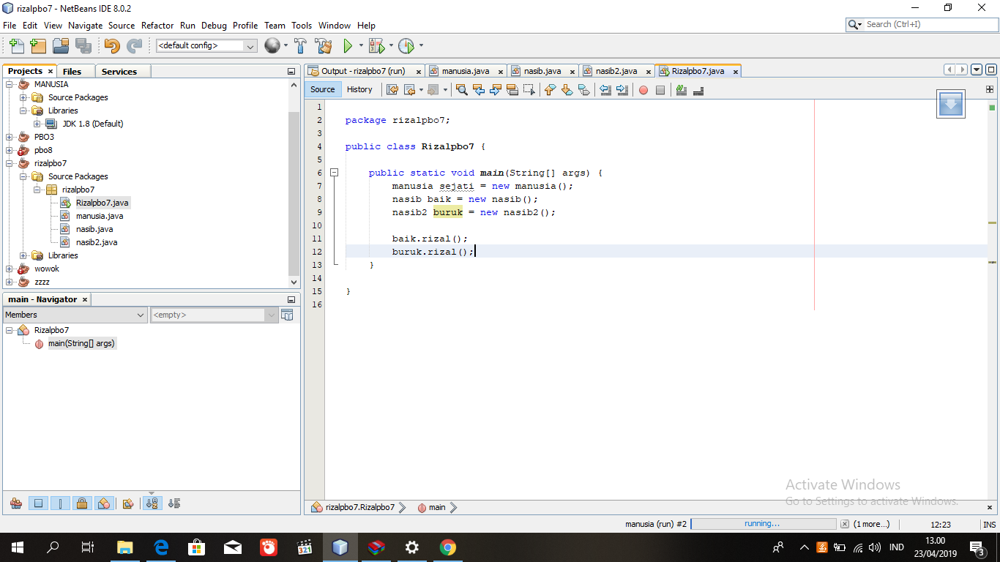 rizalpbo7 - NetBeans IDE 8.0.2
File Edit View Navigate Source Refactor Run Debug Profile Team Tools Window Help
Search (Ctrl+I)
<default config>
Projects Files Services
MANUSIA
Source Packages
Libraries
JDK 1.8 (Default)
PBO3
pbo8
rizalpbo7
Source Packages
rizalpbo7
Rizalpbo7.java
manusia.java
nasib.java
nasib2.java
Libraries
wowok
zzzz
main - Navigator
Members
<empty>
Rizalpbo7
main(String[] args)
Output - rizalpbo7 (run) manusia.java nasib.java nasib2.java Rizalpbo7.java
Source History
1
2 package rizalpbo7;
3
4 public class Rizalpbo7 {
5
6 public static void main(String[] args) {
7 manusia sejati = new manusia();
8 nasib baik = new nasib();
9 nasib2 buruk = new nasib2();
10
11 baik.rizal();
12 buruk.rizal();
13 }
14
15 }
16
Activate Windows
Go to Settings to activate Windows.
rizalpbo7.Rizalpbo7 main
manusia (run) #2 running... (1 more...) 12:23 INS
321
IND
13.00
23/04/2019
3